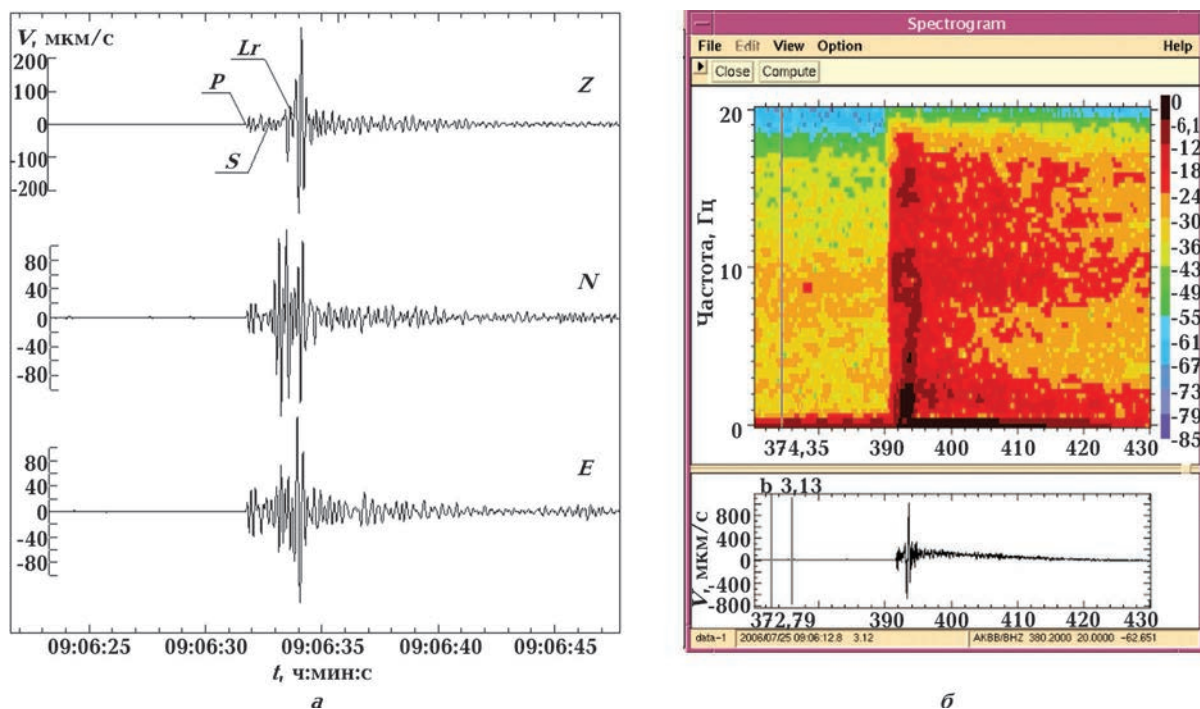 V, мкм/с
200
100
0
-100
-200
P
S
Lr
Z
80
40
0
-40
-80
N
80
40
0
-40
-80
E
09:06:25 09:06:30 09:06:35 09:06:40 09:06:45
t, ч:мин:с
а
Spectrogram
File Edit View Option Help
Close Compute
Частота, Гц
20
10
0
374,35 390 400 410 420 430
0
-6,1
-12
-18
-24
-30
-36
-43
-49
-55
-61
-67
-73
-79
-85
b 3,13
V, мкм/с
800
400
0
-400
-800
372,79 390 400 410 420 430
data-1 2006/07/25 09:06:12.8 3.12 AKBB/BHZ 380.2000 20.0000 -62.651
б